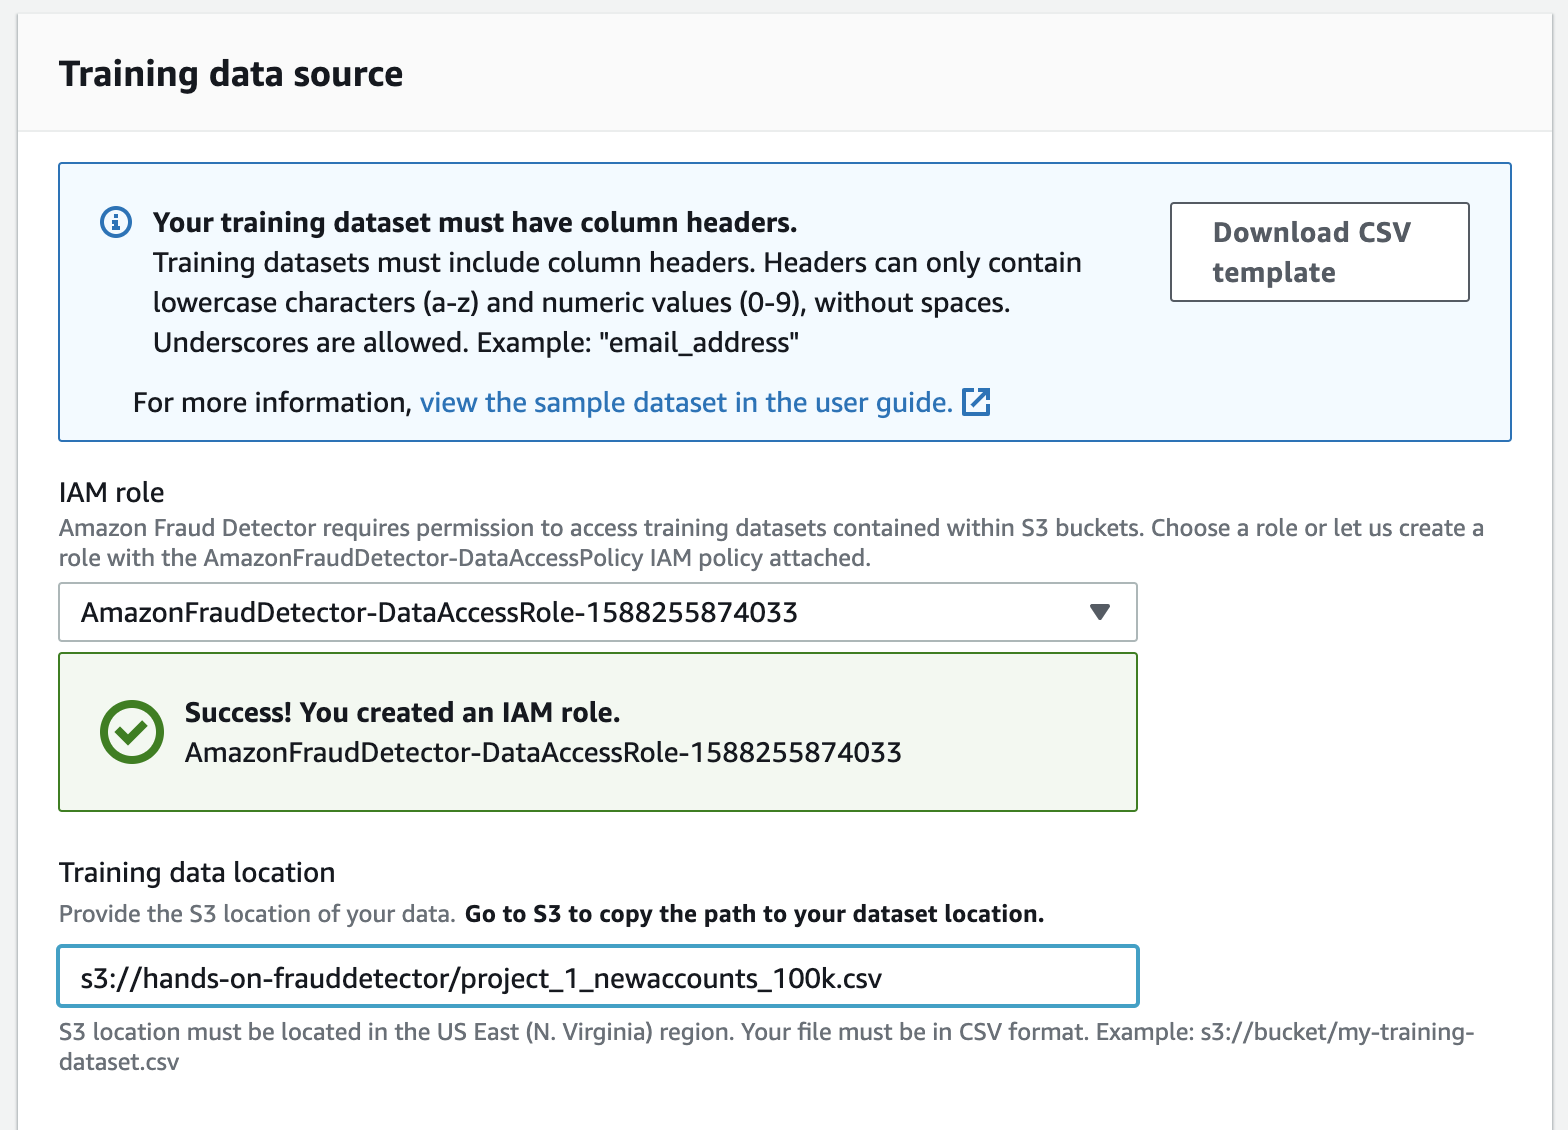 Training data source
Your training dataset must have column headers.
Training datasets must include column headers. Headers can only contain
lowercase characters (a-z) and numeric values (0-9), without spaces.
Underscores are allowed. Example: "email_address"
For more information, view the sample dataset in the user guide.
Download CSV
template
IAM role
Amazon Fraud Detector requires permission to access training datasets contained within S3 buckets. Choose a role or let us create a
role with the AmazonFraudDetector-DataAccessPolicy IAM policy attached.
AmazonFraudDetector-DataAccessRole-1588255874033
Success! You created an IAM role.
AmazonFraudDetector-DataAccessRole-1588255874033
Training data location
Provide the S3 location of your data. Go to S3 to copy the path to your dataset location.
s3://hands-on-frauddetector/project_1_newaccounts_100k.csv
S3 location must be located in the US East (N. Virginia) region. Your file must be in CSV format. Example: s3://bucket/my-training-
dataset.csv